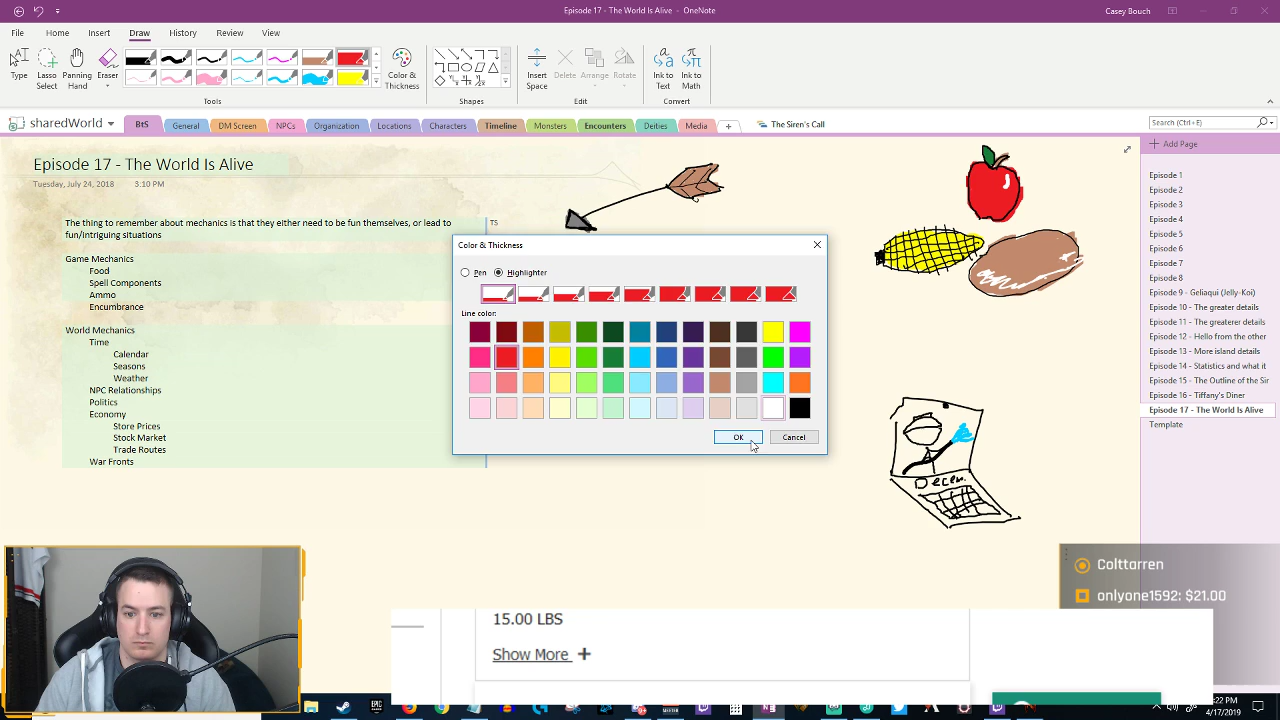 Episode 17 - The World Is Alive - OneNote
Casey Bouch
File Home Insert Draw History Review View
Type
Lasso Select
Panning Hand
Eraser
Color & Thickness
Insert Space
Delete
Arrange
Rotate
Ink to Text
Ink to Math
Tools
Shapes
Edit
Convert
sharedWorld
BtS General DM Screen NPCs Organization Locations Characters Timeline Monsters Encounters Deities Media + The Siren's Call
Search (Ctrl+E)
Episode 17 - The World Is Alive
Tuesday, July 24, 2018 3:10 PM
The thing to remember about mechanics is that they either need to be fun themselves, or lead to
fun/intriguing situations
TS
Game Mechanics
Food
Spell Components
Ammo
Encumbrance
World Mechanics
Time
Calendar
Seasons
Weather
NPC Relationships
Politics
Economy
Store Prices
Stock Market
Trade Routes
War Fronts
Color & Thickness
Pen Highlighter
Line color:
OK Cancel
Decem.
Add Page
Episode 1
Episode 2
Episode 3
Episode 4
Episode 5
Episode 6
Episode 7
Episode 8
Episode 9 - Geliaqui (Jelly-Koi)
Episode 10 - The greater details
Episode 11 - The greaterer details
Episode 12 - Hello from the other
Episode 13 - More island details
Episode 14 - Statistics and what it
Episode 15 - The Outline of the Sir
Episode 16 - Tiffany's Diner
Episode 17 - The World Is Alive
Template
Colttarren
onlyone1592: $21.00
15.00 LBS
Show More +
EPIC
:22 PM
4/17/2019